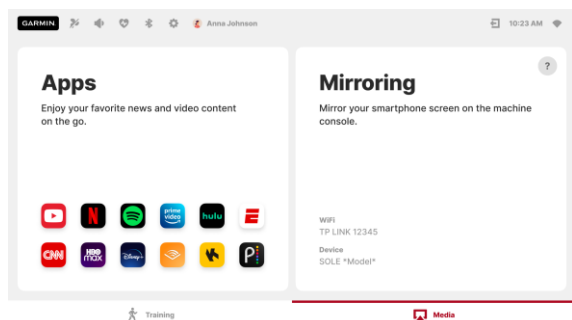 GARMIN
Anna Johnson
10:23 AM
Apps
Enjoy your favorite news and video content
on the go.
prime
video
hulu
E
CNN
HBO
max
Disney+
P
?
Mirroring
Mirror your smartphone screen on the machine
console.
WiFi
TP LINK 12345
Device
SOLE *Model*
Training
Media